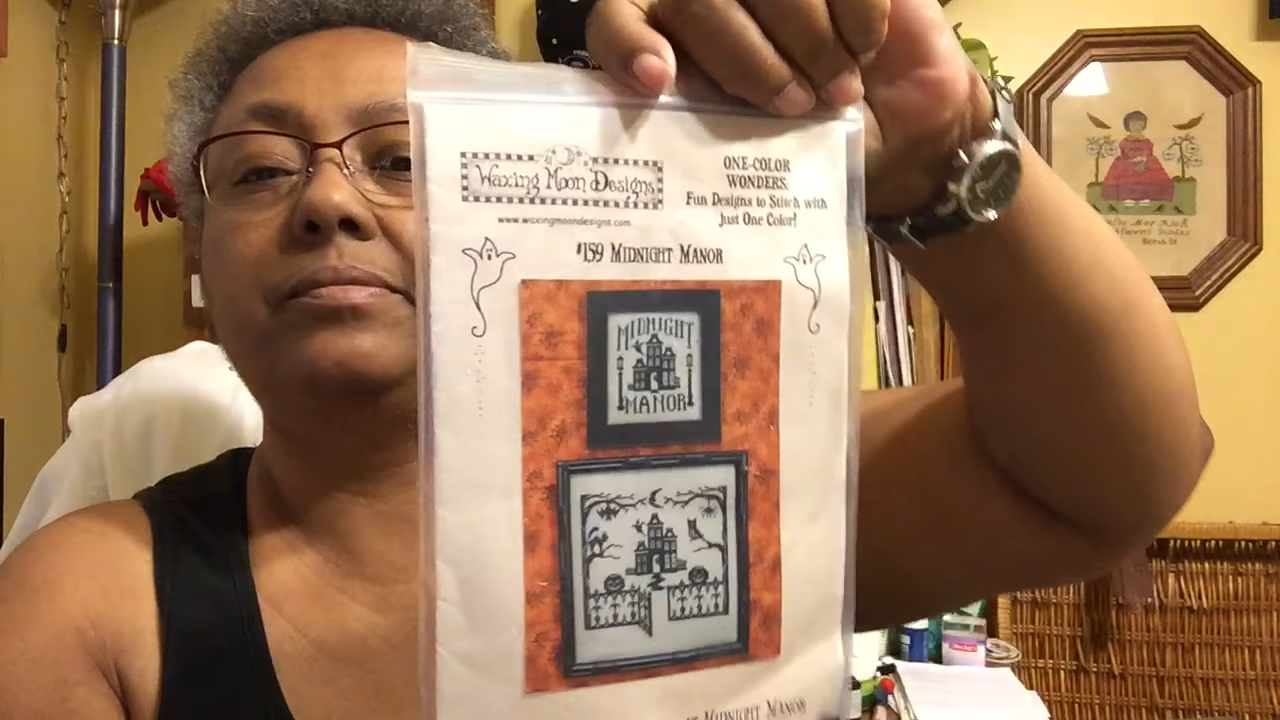 Waxing Moon Designs
www.waxingmoondesigns.com
ONE-COLOR
WONDERS:
Fun Designs to Stitch with
Just One Color!
#159 MIDNIGHT MANOR
MIDNIGHT
MANOR
MIDNIGHT MANOR